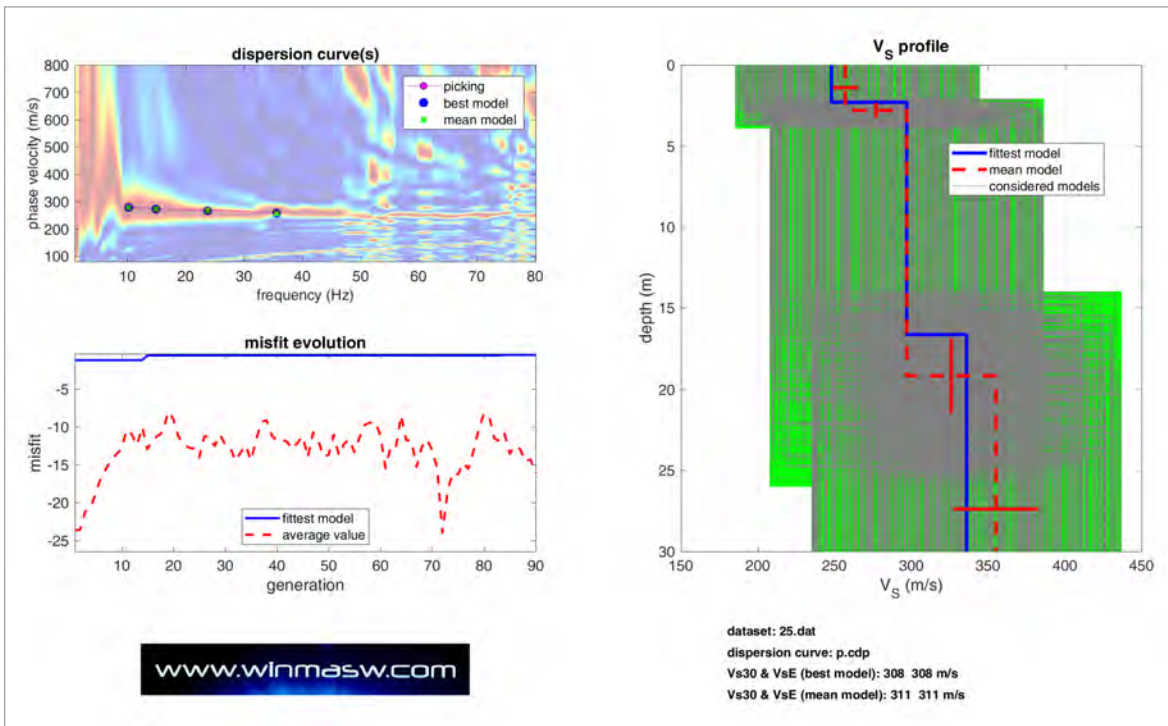 dispersion curve(s)
800
700
600
500
400
300
200
100
phase velocity (m/s)
picking
best model
mean model
10 20 30 40 50 60 70 80
frequency (Hz)
misfit evolution
-5
-10
-15
-20
-25
misfit
fittest model
average value
10 20 30 40 50 60 70 80 90
generation
www.winmasw.com
VS profile
0
5
10
15
20
25
30
depth (m)
fittest model
mean model
considered models
150 200 250 300 350 400 450
VS (m/s)
dataset: 25.dat
dispersion curve: p.cdp
Vs30 & VsE (best model): 308 308 m/s
Vs30 & VsE (mean model): 311 311 m/s